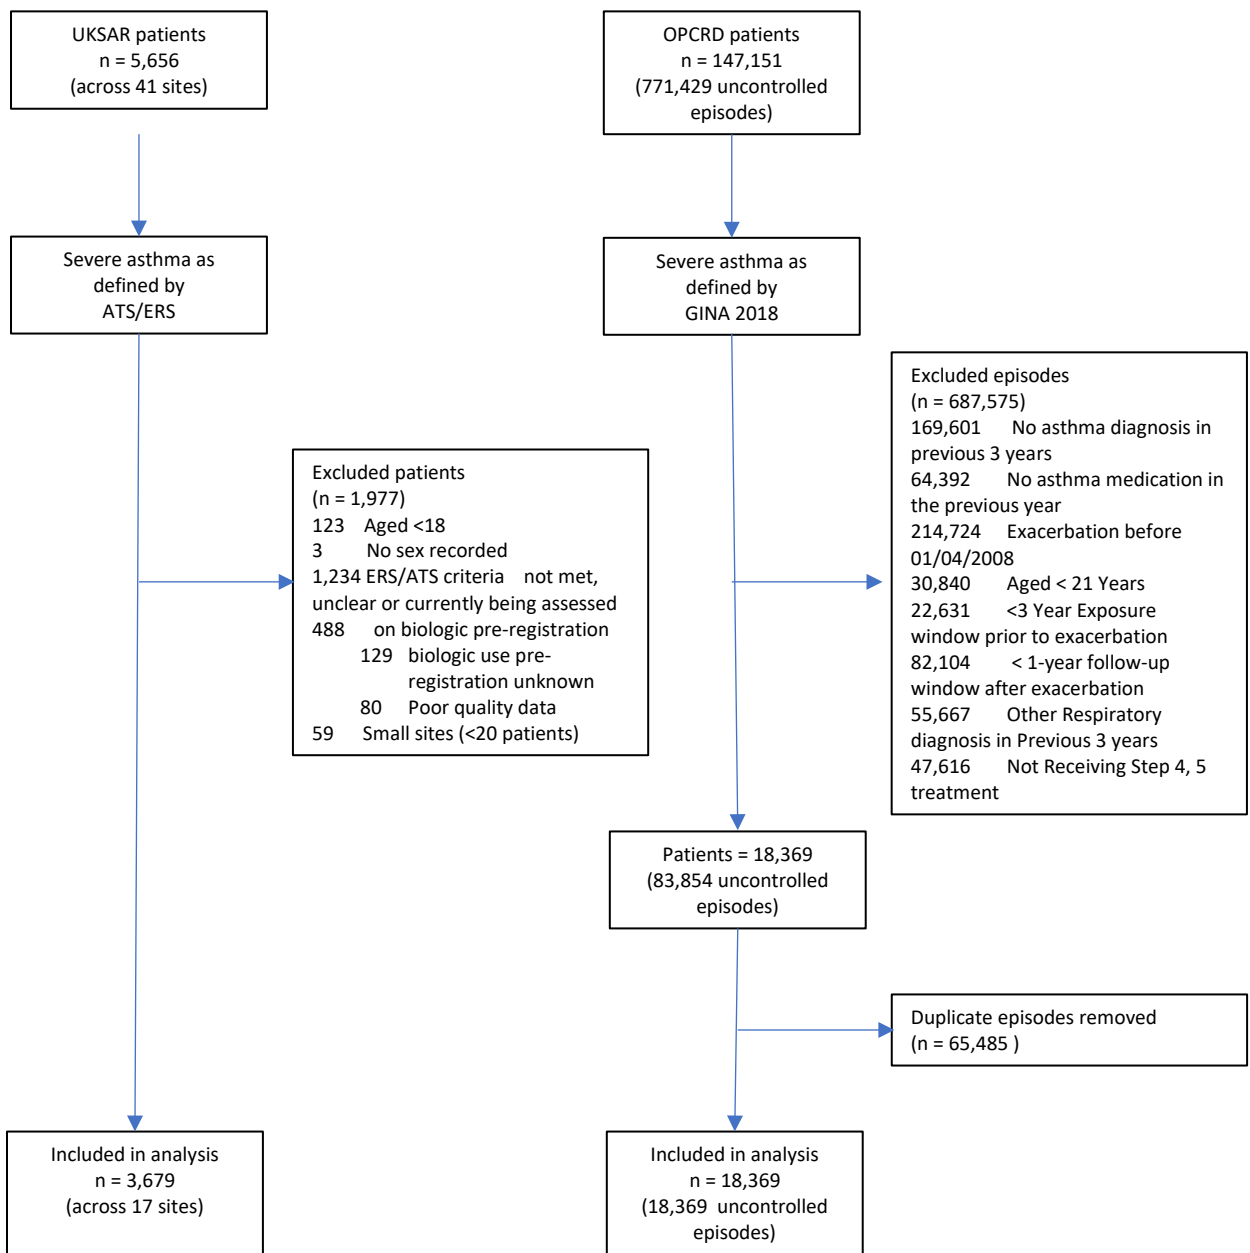 UKSAR patients
n = 5,656
(across 41 sites)
OPCRD patients
n = 147,151
(771,429 uncontrolled
episodes)
Severe asthma as
defined by
ATS/ERS
Severe asthma as
defined by
GINA 2018
Excluded patients
(n = 1,977)
123 Aged <18
3 No sex recorded
1,234 ERS/ATS criteria not met,
unclear or currently being assessed
488 on biologic pre-registration
129 biologic use pre-
registration unknown
80 Poor quality data
59 Small sites (<20 patients)
Excluded episodes
(n = 687,575)
169,601 No asthma diagnosis in
previous 3 years
64,392 No asthma medication in
the previous year
214,724 Exacerbation before
01/04/2008
30,840 Aged < 21 Years
22,631 <3 Year Exposure
window prior to exacerbation
82,104 < 1-year follow-up
window after exacerbation
55,667 Other Respiratory
diagnosis in Previous 3 years
47,616 Not Receiving Step 4, 5
treatment
Patients = 18,369
(83,854 uncontrolled
episodes)
Duplicate episodes removed
(n = 65,485 )
Included in analysis
n = 3,679
(across 17 sites)
Included in analysis
n = 18,369
(18,369 uncontrolled
episodes)